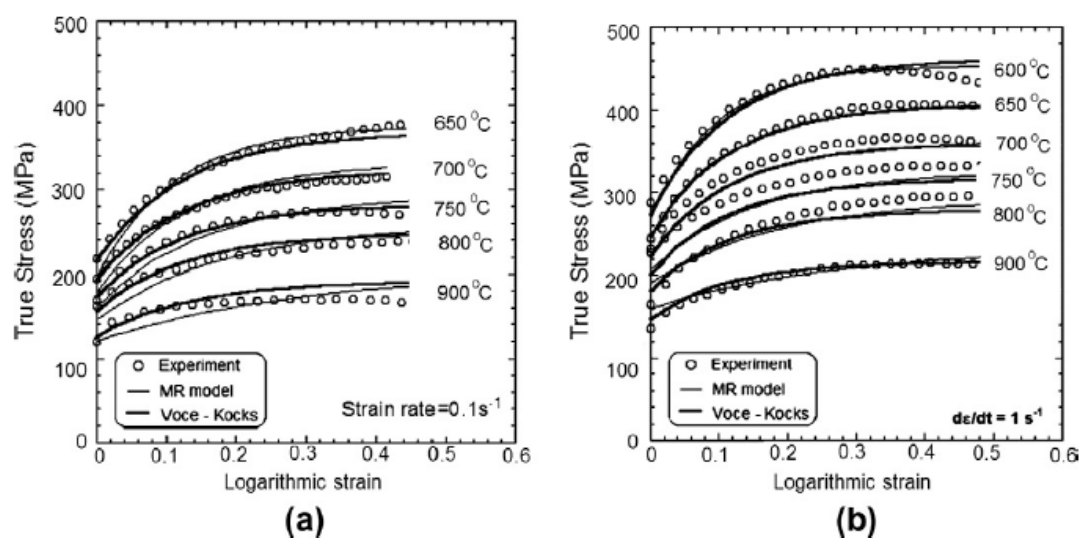 500
400
300
200
100
0
True Stress (MPa)
650 °C
700 °C
750 °C
800 °C
900 °C
Experiment
MR model
Voce - Kocks
Strain rate=0.1s-1
0 0.1 0.2 0.3 0.4 0.5 0.6
Logarithmic strain
(a)
500
400
300
200
100
0
True Stress (MPa)
600 °C
650 °C
700 °C
750 °C
800 °C
900 °C
Experiment
MR model
Voce - Kocks
dε/dt = 1 s-1
0 0.1 0.2 0.3 0.4 0.5 0.6
Logarithmic strain
(b)